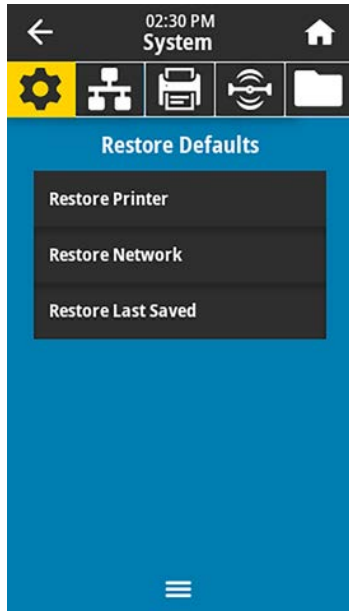 02:30 PM
System
Restore Defaults
Restore Printer
Restore Network
Restore Last Saved